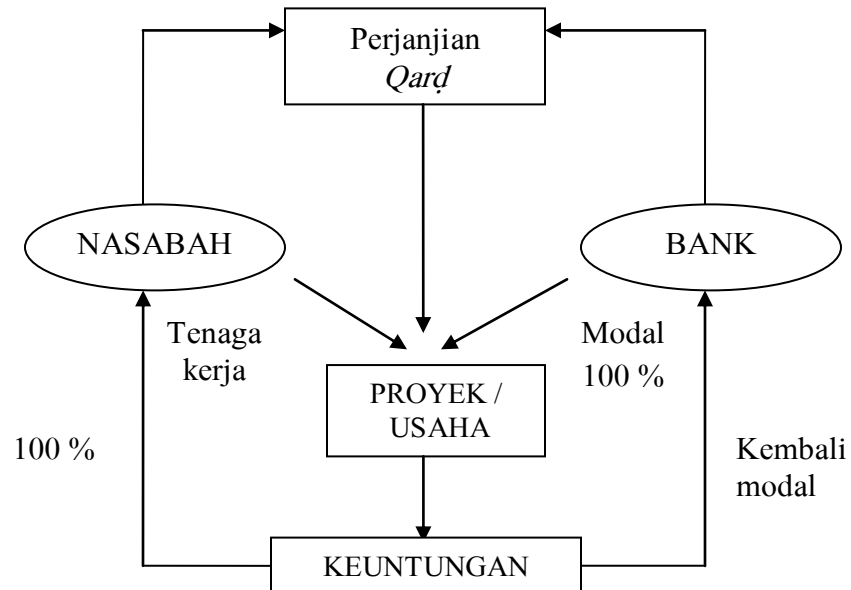 Perjanjian
Qarḍ
NASABAH
BANK
Tenaga
kerja
Modal
100 %
PROYEK /
USAHA
100 %
Kembali
modal
KEUNTUNGAN